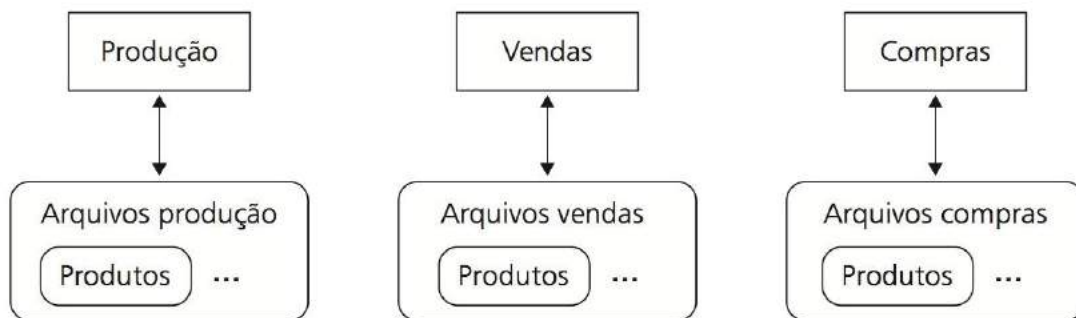 Produção
Vendas
Compras
Arquivos produção
Arquivos vendas
Arquivos compras
Produtos ...
Produtos ...
Produtos ...